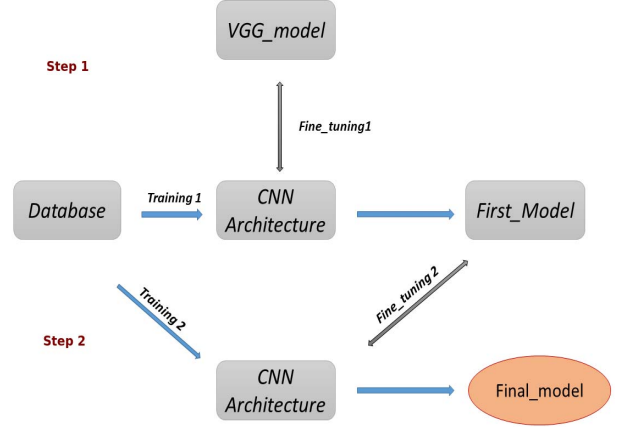 VGG_model
Step 1
Fine_tuning1
Training 1
Database
CNN
Architecture
First_Model
Training 2
Fine_tuning 2
Step 2
CNN
Architecture
Final_model